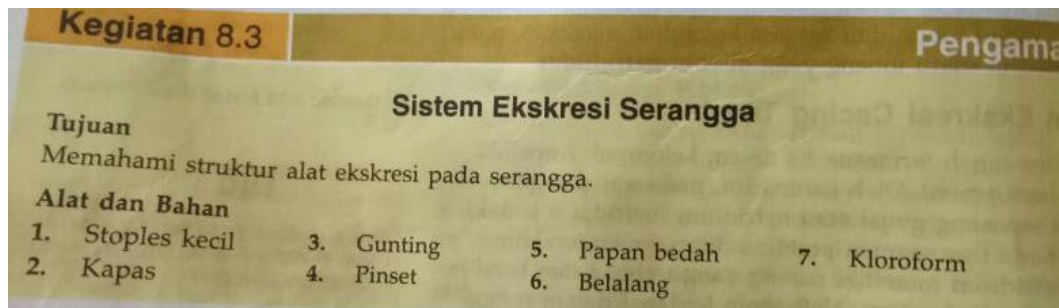 Kegiatan 8.3
Pengama
Sistem Ekskresi Serangga
Tujuan
Memahami struktur alat ekskresi pada serangga.
Alat dan Bahan
1. Stoples kecil 3. Gunting 5. Papan bedah 7. Kloroform
2. Kapas 4. Pinset 6. Belalang